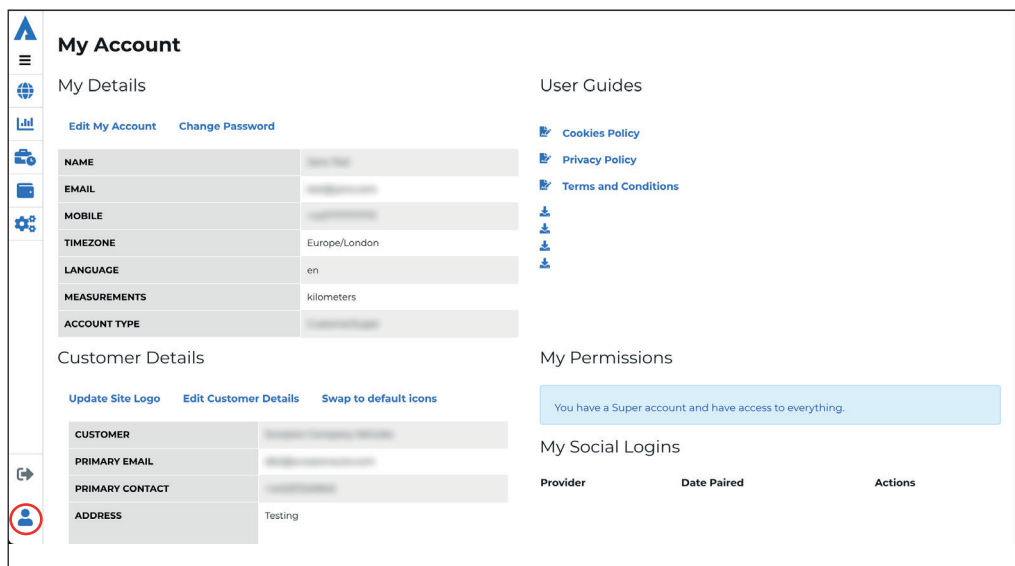 My Account
My Details
Edit My Account Change Password
NAME
EMAIL
MOBILE
TIMEZONE Europe/London
LANGUAGE en
MEASUREMENTS kilometers
ACCOUNT TYPE
User Guides
Cookies Policy
Privacy Policy
Terms and Conditions
Customer Details
Update Site Logo Edit Customer Details Swap to default icons
CUSTOMER
PRIMARY EMAIL
PRIMARY CONTACT
ADDRESS Testing
My Permissions
You have a Super account and have access to everything.
My Social Logins
Provider Date Paired Actions